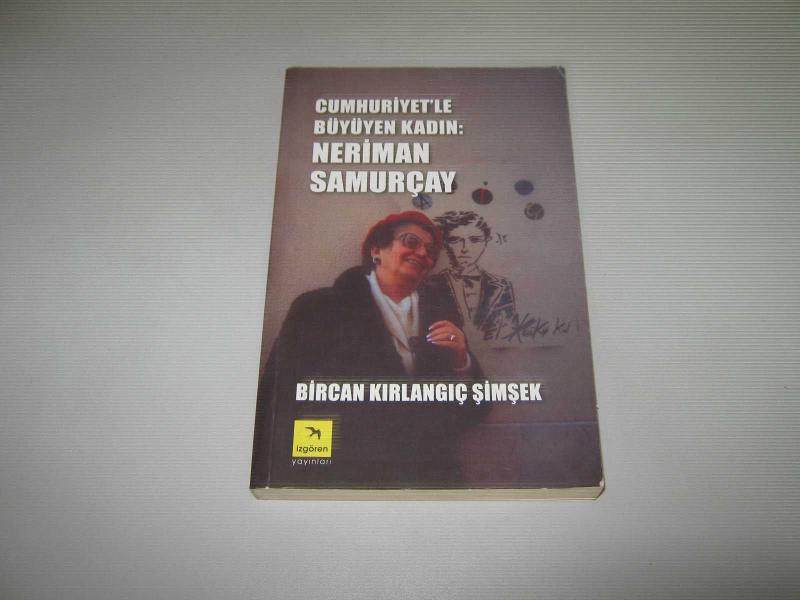 CUMHURİYET'LE
BÜYÜYEN KADIN:
NERİMAN
SAMURÇAY
BİRCAN KIRLANGIÇ ŞİMŞEK
izgören
yayınları